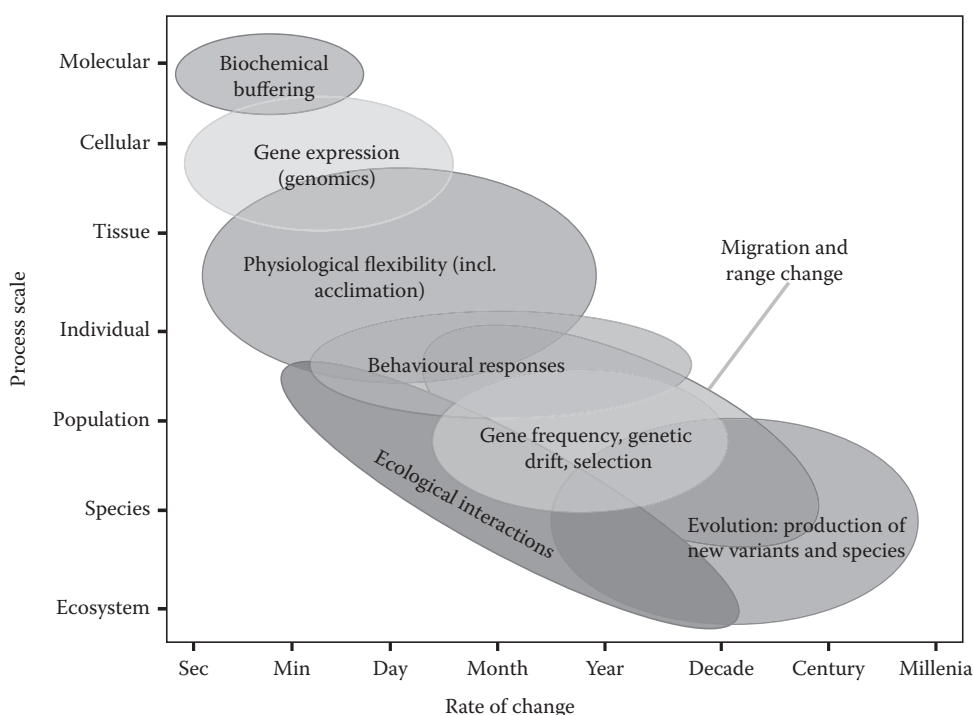 Molecular
Cellular
Tissue
Individual
Population
Species
Ecosystem
Process scale
Biochemical
buffering
Gene expression
(genomics)
Physiological flexibility (incl.
acclimation)
Migration and
range change
Behavioural responses
Gene frequency, genetic
drift, selection
Ecological interactions
Evolution: production of
new variants and species
Sec
Min
Day
Month
Year
Decade
Century
Millenia
Rate of change